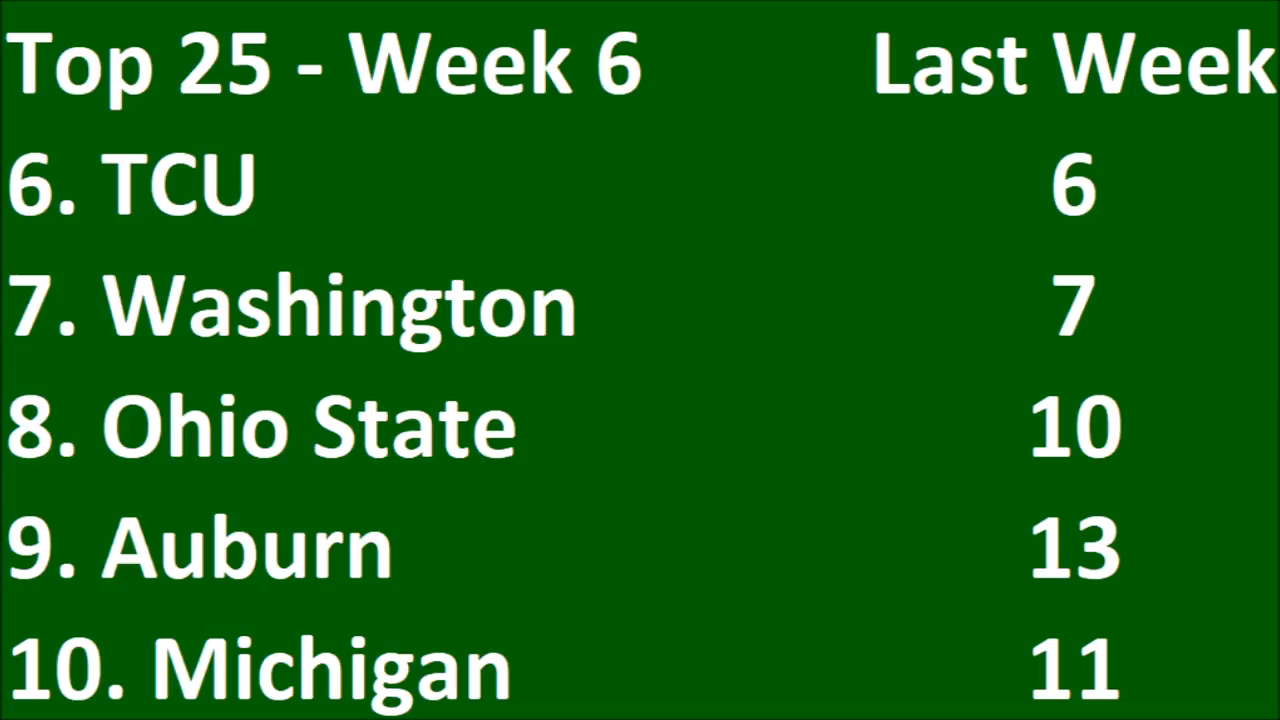 Top 25 - Week 6 Last Week
6. TCU 6
7. Washington 7
8. Ohio State 10
9. Auburn 13
10. Michigan 11